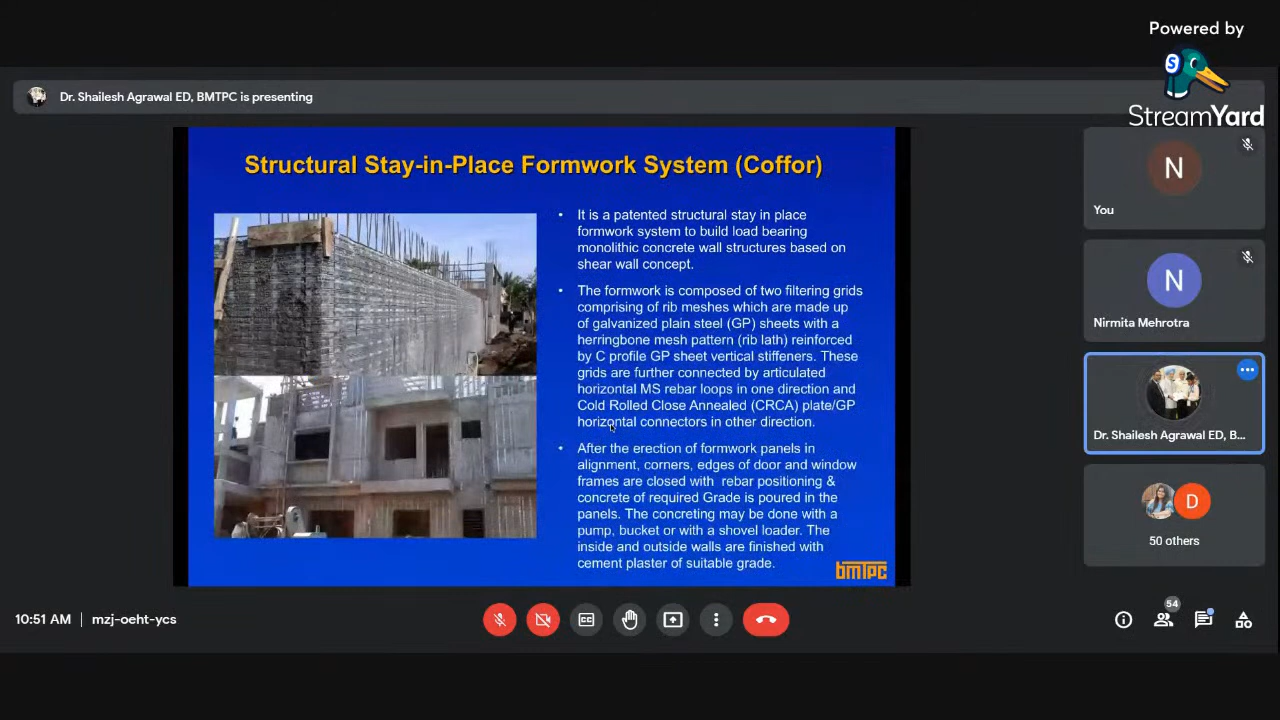 Powered by
StreamYard
Dr. Shailesh Agrawal ED, BMTPC is presenting
Structural Stay-in-Place Formwork System (Coffor)
• It is a patented structural stay in place
formwork system to build load bearing
monolithic concrete wall structures based on
shear wall concept.
• The formwork is composed of two filtering grids
comprising of rib meshes which are made up
of galvanized plain steel (GP) sheets with a
herringbone mesh pattern (rib lath) reinforced
by C profile GP sheet vertical stiffeners. These
grids are further connected by articulated
horizontal MS rebar loops in one direction and
Cold Rolled Close Annealed (CRCA) plate/GP
horizontal connectors in other direction.
• After the erection of formwork panels in
alignment, corners, edges of door and window
frames are closed with rebar positioning &
concrete of required Grade is poured in the
panels. The concreting may be done with a
pump, bucket or with a shovel loader. The
inside and outside walls are finished with
cement plaster of suitable grade.
bmTPC
N
You
N
Nirmita Mehrotra
Dr. Shailesh Agrawal ED, B...
D
50 others
10:51 AM | mzj-oeht-ycs
CC
54